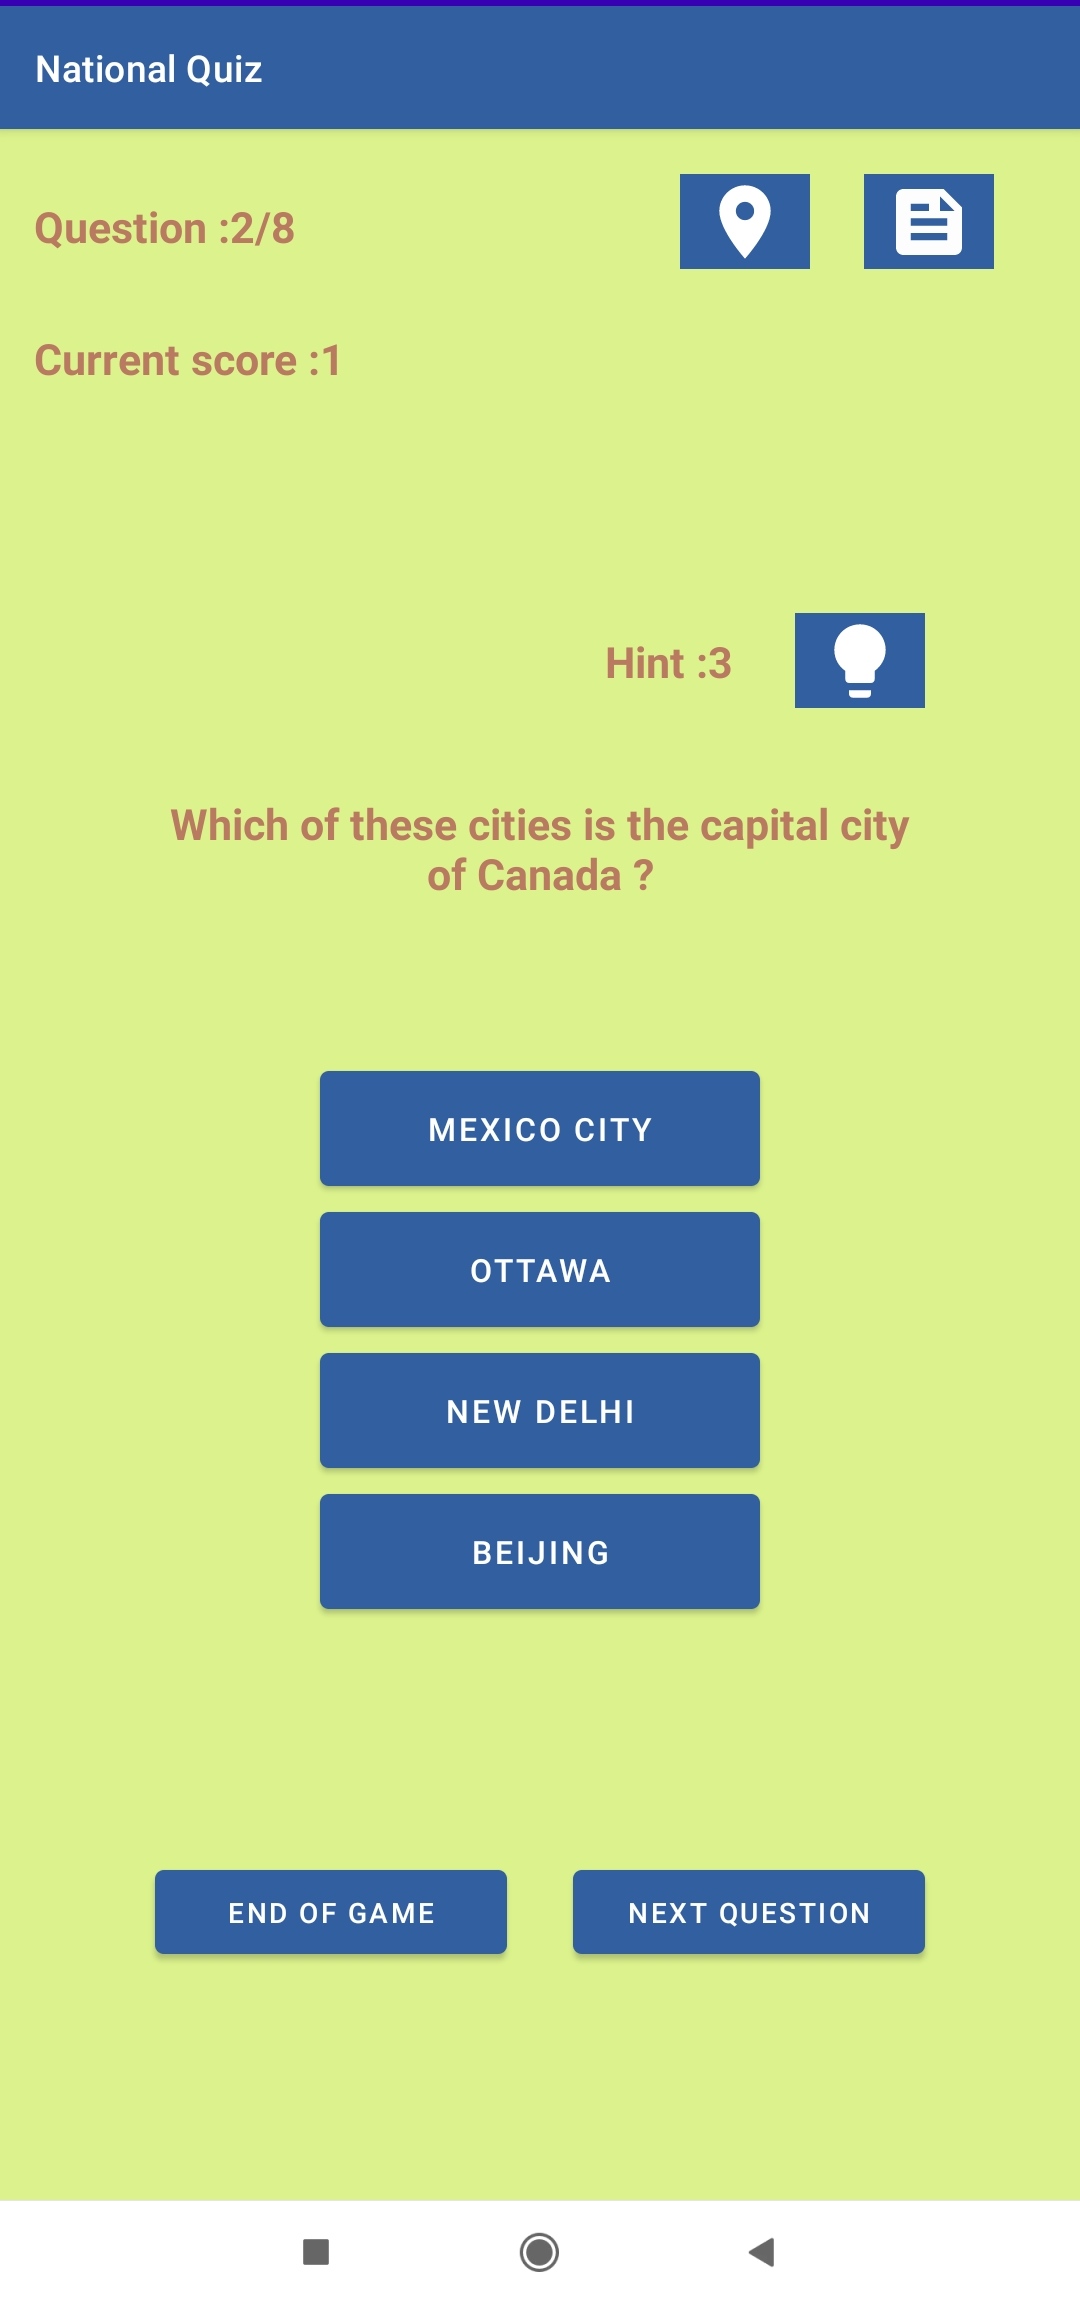 National Quiz
Question :2/8
Current score :1
Hint :3
Which of these cities is the capital city
of Canada ?
MEXICO CITY
OTTAWA
NEW DELHI
BEIJING
END OF GAME
NEXT QUESTION